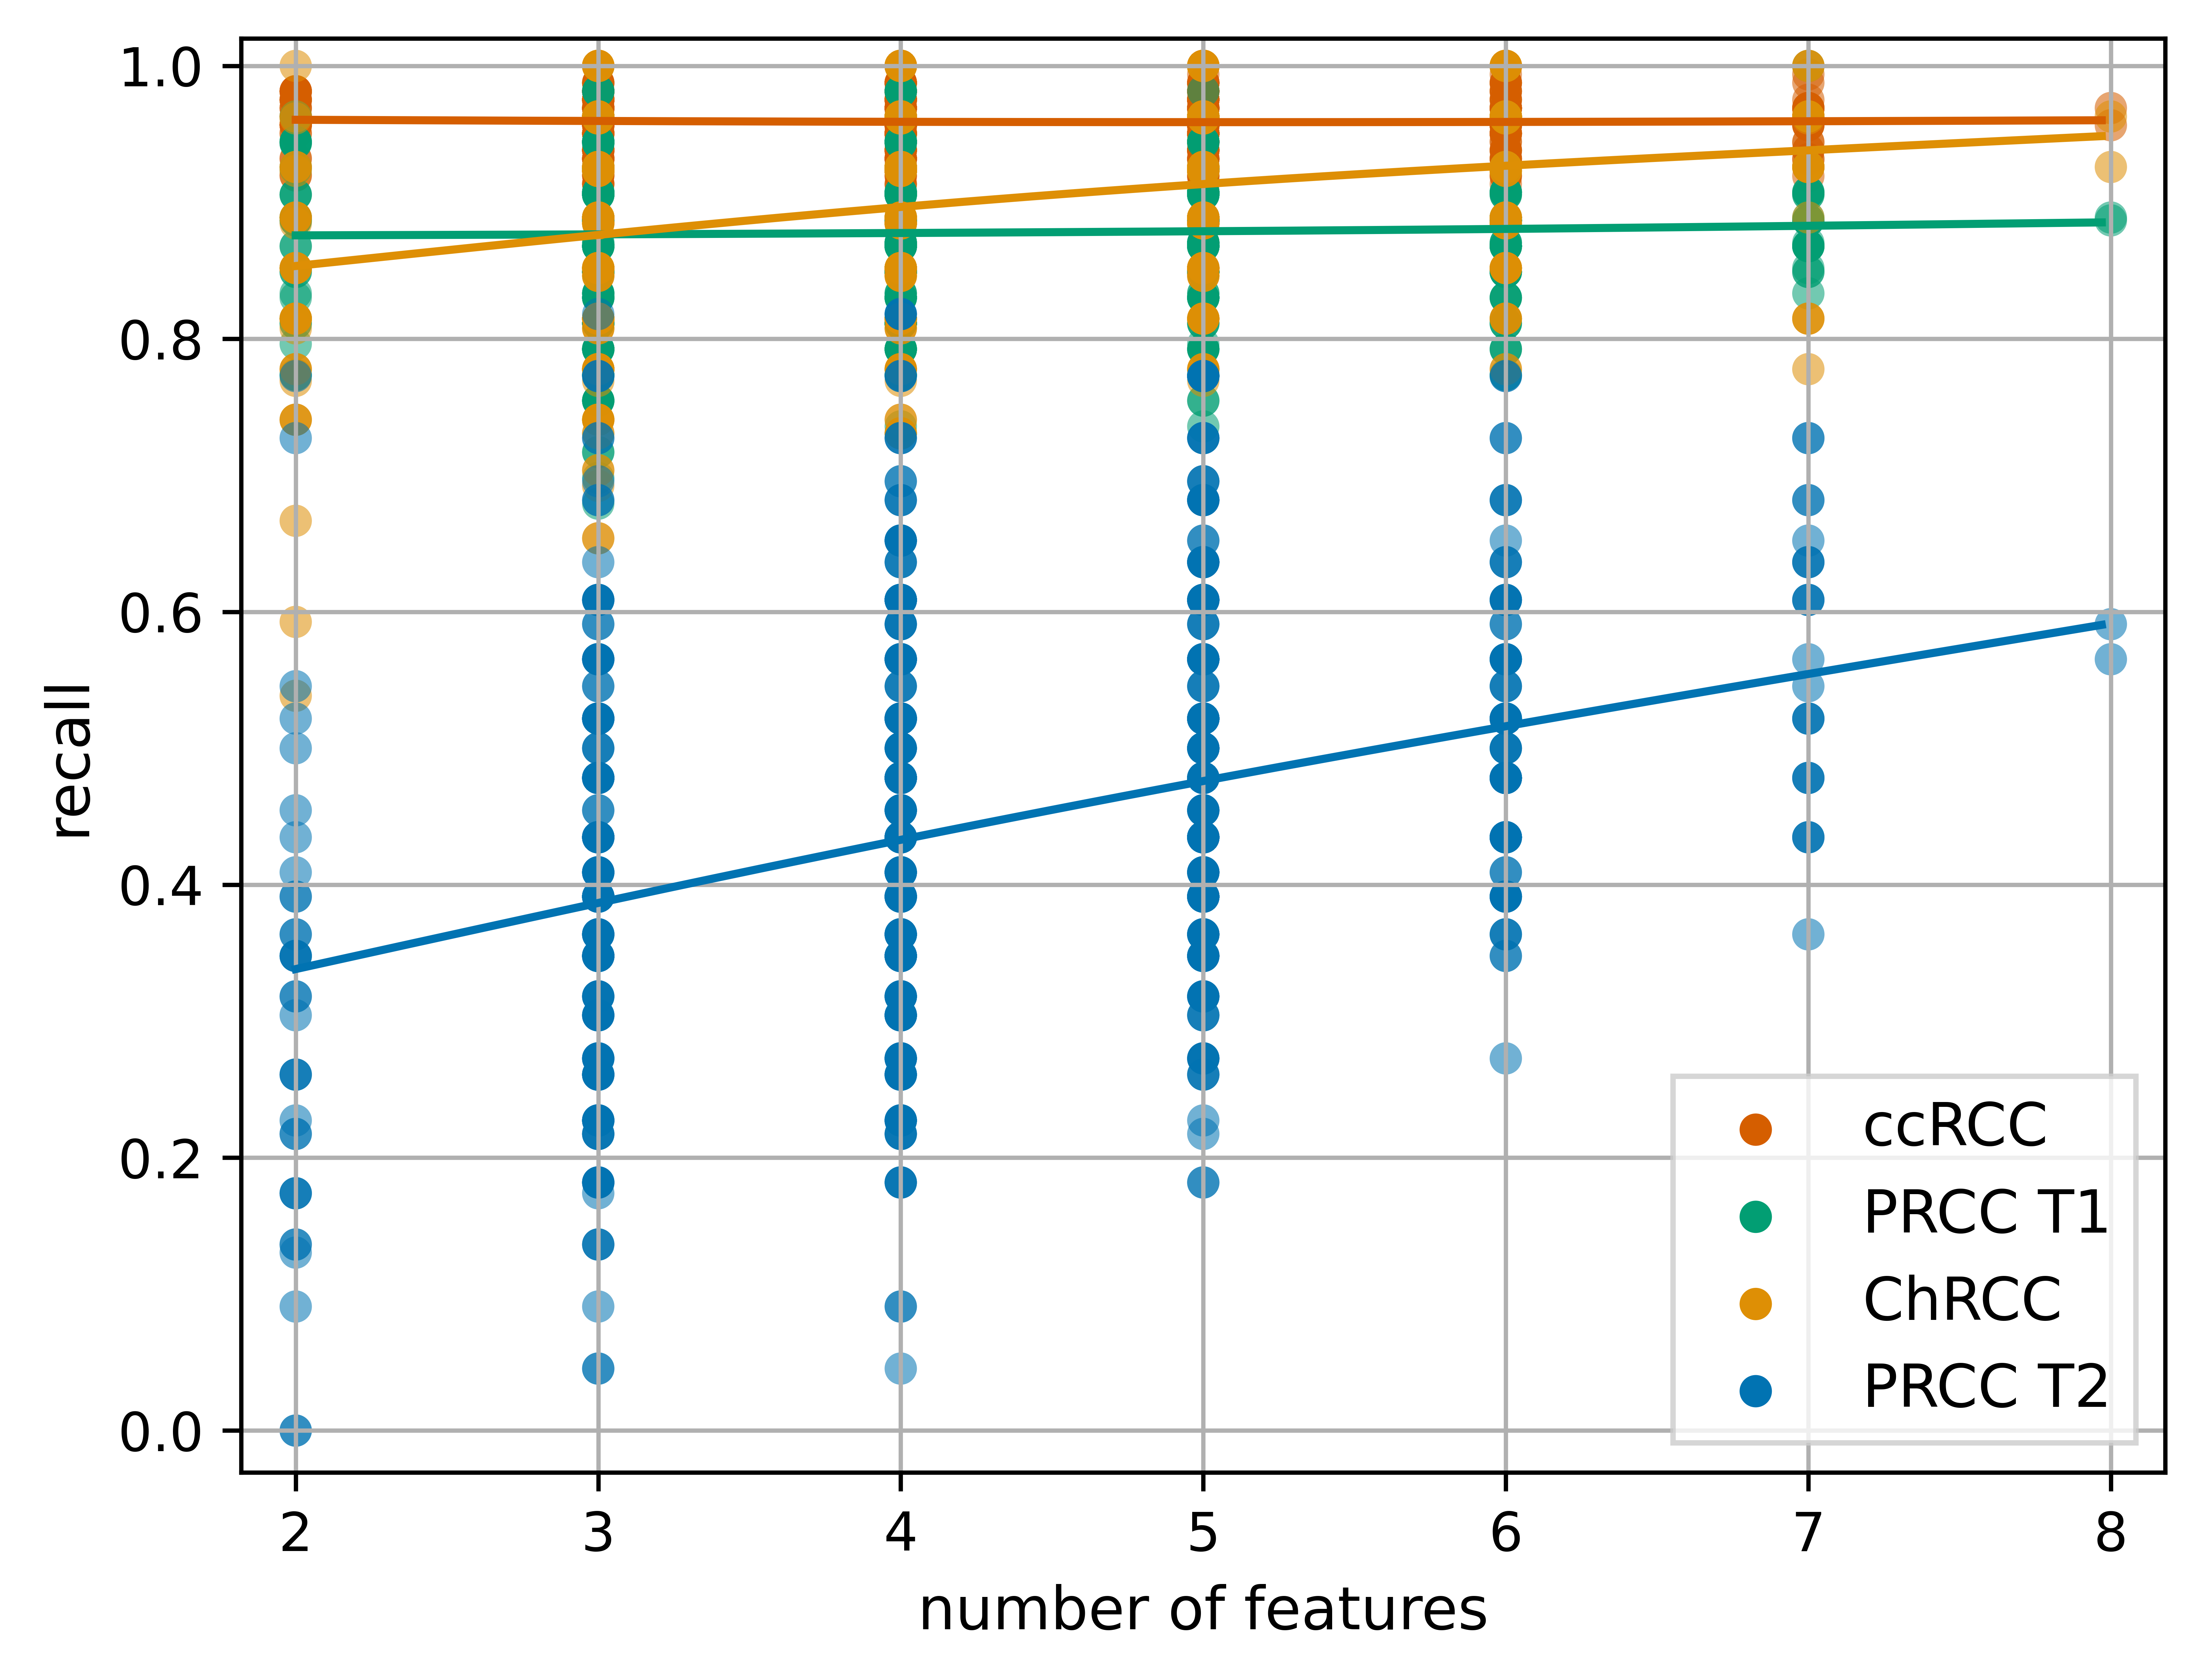 1.0
0.8
0.6
0.4
0.2
0.0
recall
2 3 4 5 6 7 8
number of features
ccRCC
PRCC T1
ChRCC
PRCC T2